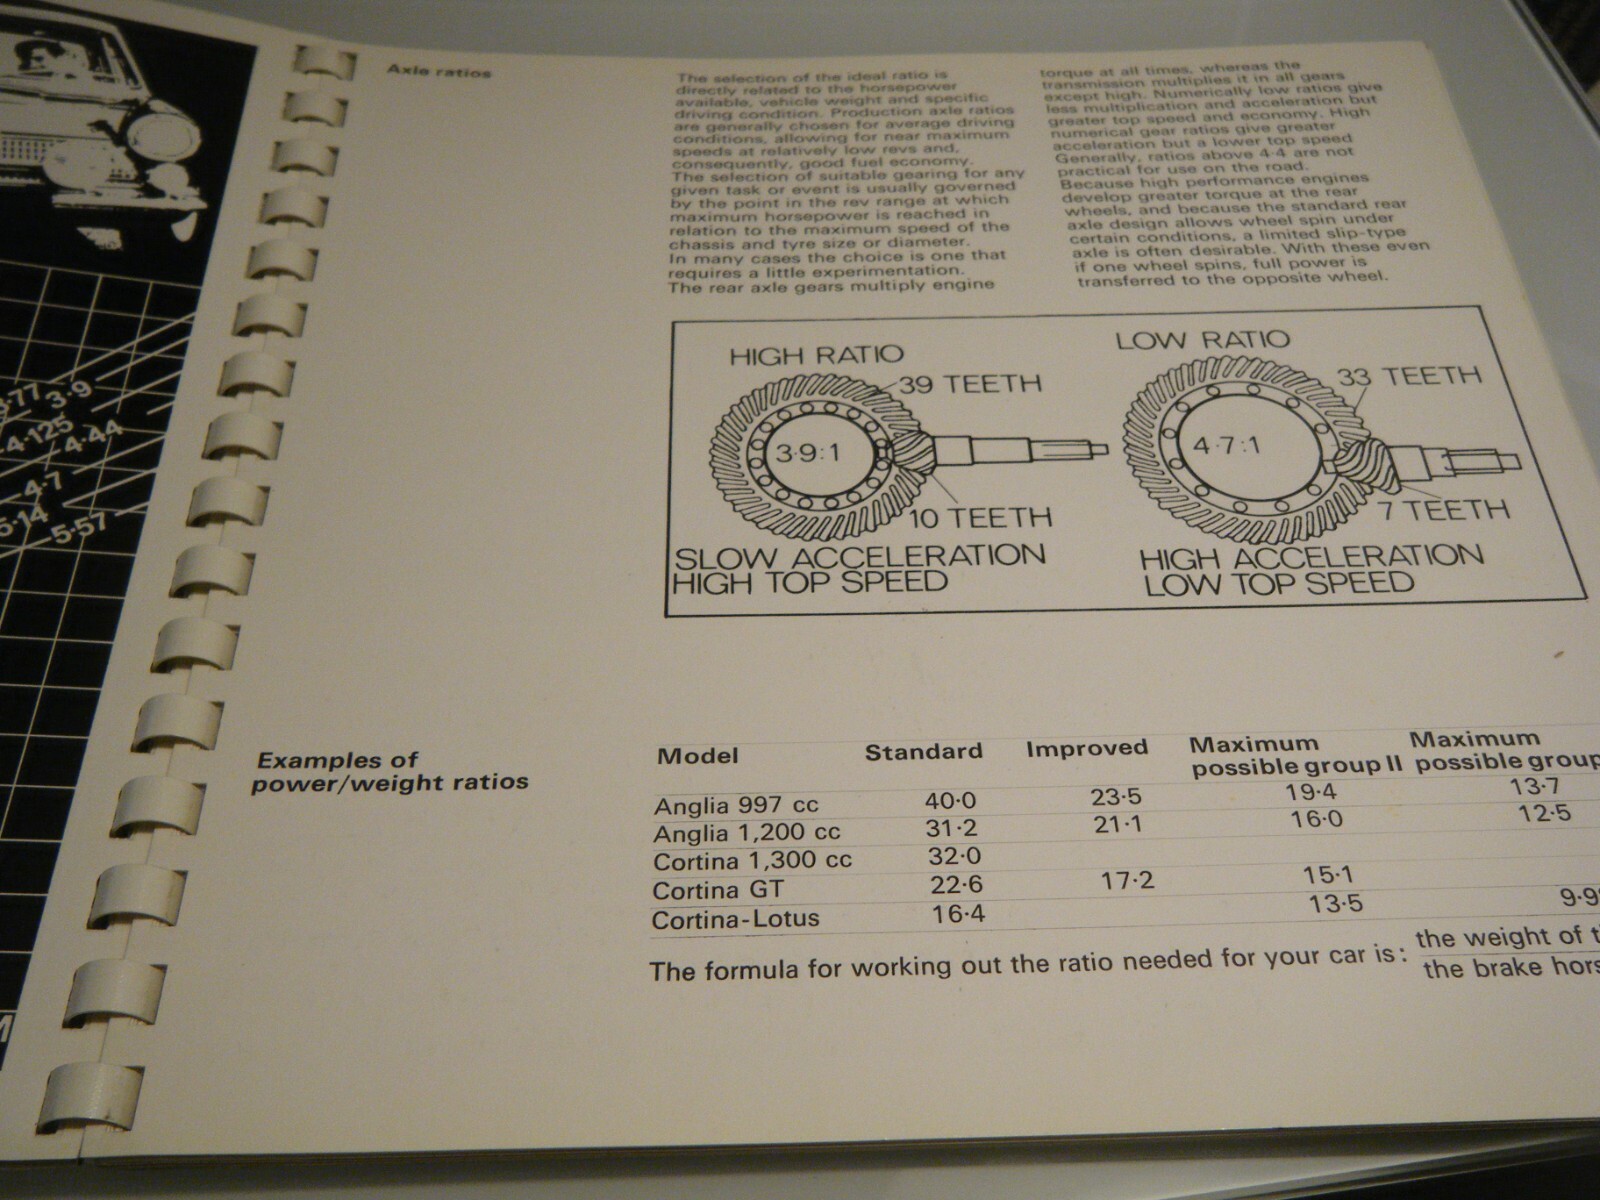 3·77
3·9
4·125
4·44
4·7
5·14
5·57
Axle ratios
The selection of the ideal ratio is
directly related to the horsepower
available, vehicle weight and specific
driving condition. Production axle ratios
are generally chosen for average driving
conditions, allowing for near maximum
speeds at relatively low revs and,
consequently, good fuel economy.
The selection of suitable gearing for any
given task or event is usually governed
by the point in the rev range at which
maximum horsepower is reached in
relation to the maximum speed of the
chassis and tyre size or diameter.
In many cases the choice is one that
requires a little experimentation.
The rear axle gears multiply engine
torque at all times, whereas the
transmission multiplies it in all gears
except high. Numerically low ratios give
less multiplication and acceleration but
greater top speed and economy. High
numerical gear ratios give greater
acceleration but a lower top speed
Generally, ratios above 4·4 are not
practical for use on the road.
Because high performance engines
develop greater torque at the rear
wheels, and because the standard rear
axle design allows wheel spin under
certain conditions, a limited slip-type
axle is often desirable. With these even
if one wheel spins, full power is
transferred to the opposite wheel.
HIGH RATIO
39 TEETH
3·9:1
10 TEETH
SLOW ACCELERATION
HIGH TOP SPEED
LOW RATIO
33 TEETH
4·7:1
7 TEETH
HIGH ACCELERATION
LOW TOP SPEED
Examples of
power/weight ratios
Model Standard Improved Maximum possible group II Maximum possible group
Anglia 997 cc 40·0 23·5 19·4 13·7
Anglia 1,200 cc 31·2 21·1 16·0 12·5
Cortina 1,300 cc 32·0
Cortina GT 22·6 17·2 15·1
Cortina-Lotus 16·4 13·5 9·9
The formula for working out the ratio needed for your car is: the weight of t
the brake hors